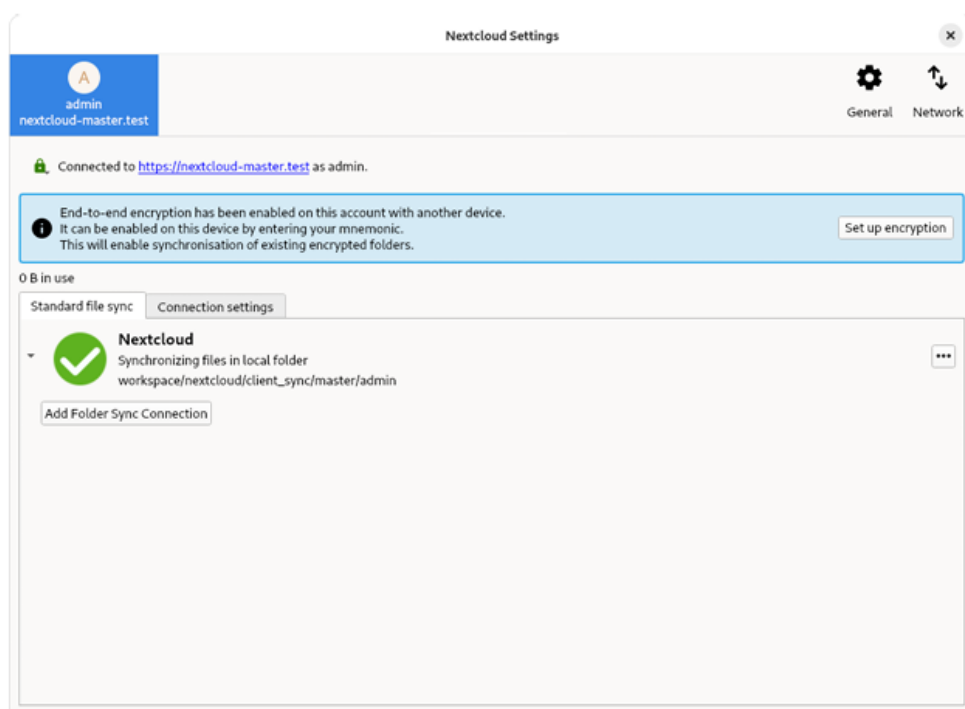 Nextcloud Settings
A
admin
nextcloud-master.test
General
Network
Connected to https://nextcloud-master.test as admin.
End-to-end encryption has been enabled on this account with another device.
It can be enabled on this device by entering your mnemonic.
This will enable synchronisation of existing encrypted folders.
Set up encryption
0 B in use
Standard file sync
Connection settings
Nextcloud
Synchronizing files in local folder
workspace/nextcloud/client_sync/master/admin
Add Folder Sync Connection